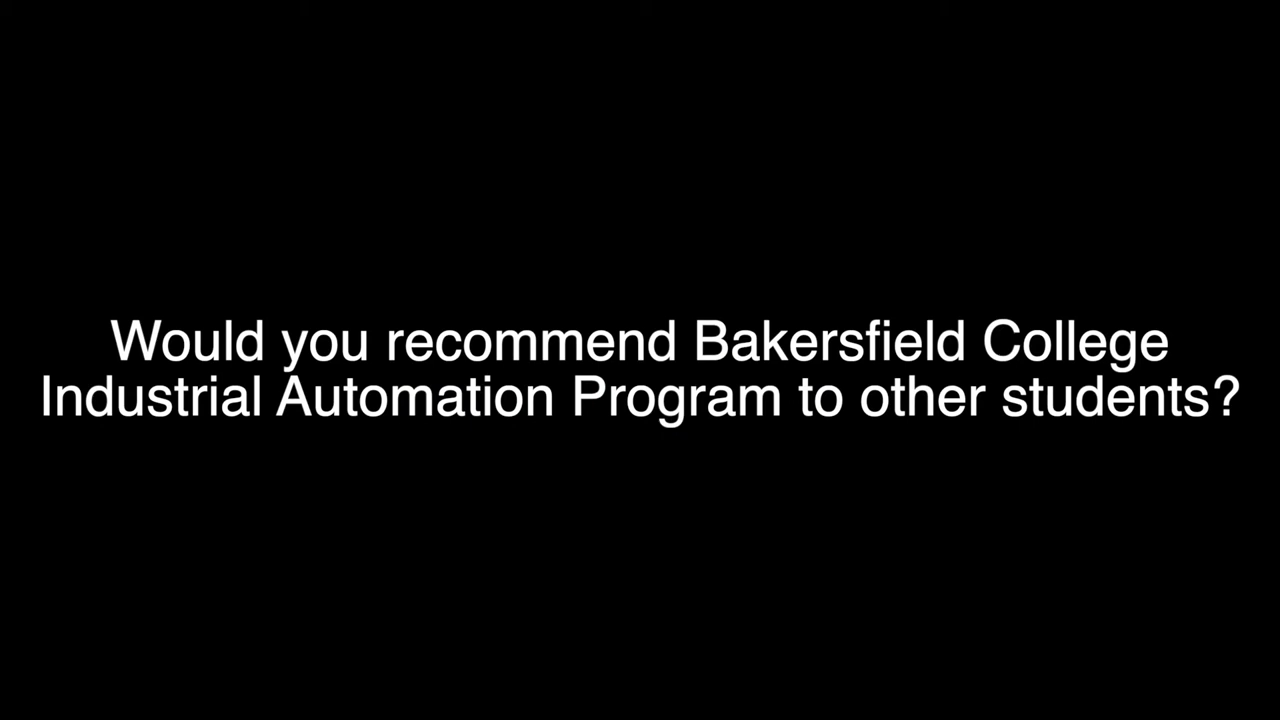 Would you recommend Bakersfield College
Industrial Automation Program to other students?